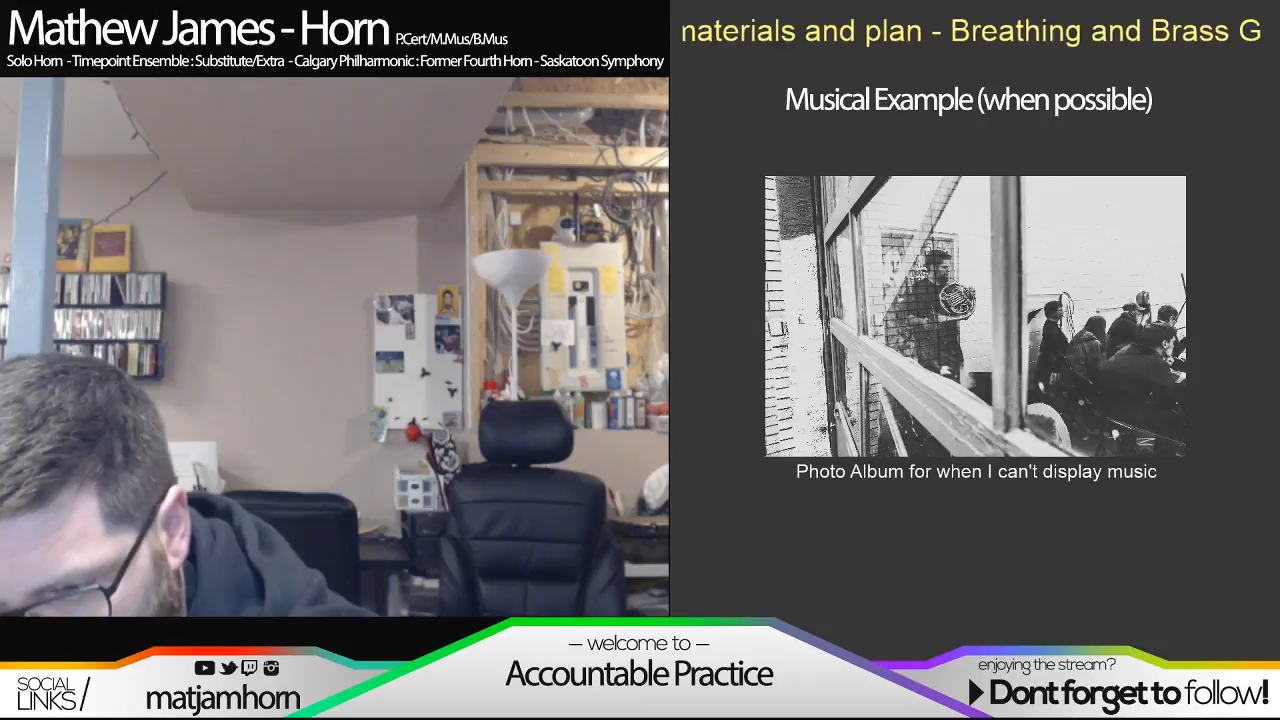 Mathew James - Horn P.Cert/M.Mus/B.Mus
Solo Horn - Timepoint Ensemble : Substitute/Extra - Calgary Philharmonic : Former Fourth Horn - Saskatoon Symphony
materials and plan - Breathing and Brass G
Musical Example (when possible)
Photo Album for when I can't display music
SOCIAL
LINKS /
matjamhorn
– welcome to –
Accountable Practice
enjoying the stream?
Dont forget to follow!